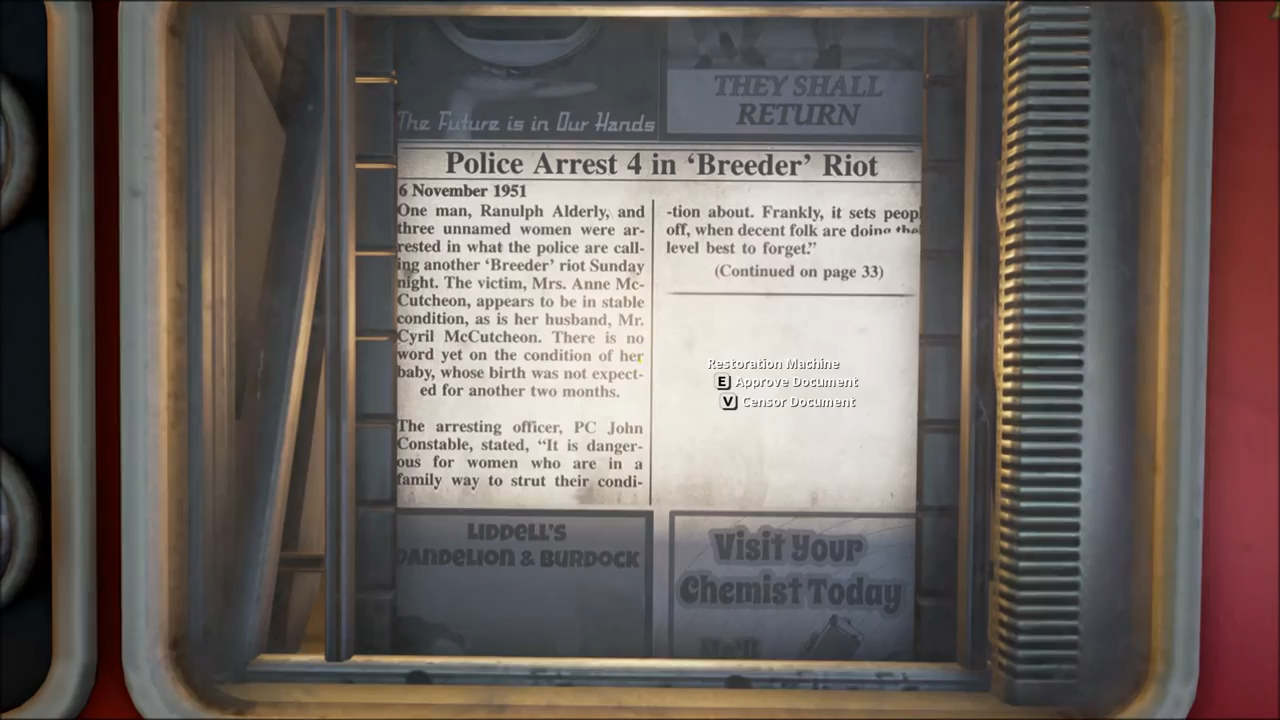 The Future is in Our Hands
THEY SHALL
RETURN
Police Arrest 4 in ‘Breeder’ Riot
6 November 1951
One man, Ranulph Alderly, and
three unnamed women were ar-
rested in what the police are call-
ing another ‘Breeder’ riot Sunday
night. The victim, Mrs. Anne Mc-
Cutcheon, appears to be in stable
condition, as is her husband, Mr.
Cyril McCutcheon. There is no
word yet on the condition of her
baby, whose birth was not expect-
ed for another two months.
The arresting officer, PC John
Constable, stated, “It is danger-
ous for women who are in a
family way to strut their condi-
-tion about. Frankly, it sets peopl
off, when decent folk are doing thei
level best to forget.”
(Continued on page 33)
Restoration Machine
E Approve Document
V Censor Document
LIDDELL'S
DANDELION & BURDOCK
Visit Your
Chemist Today